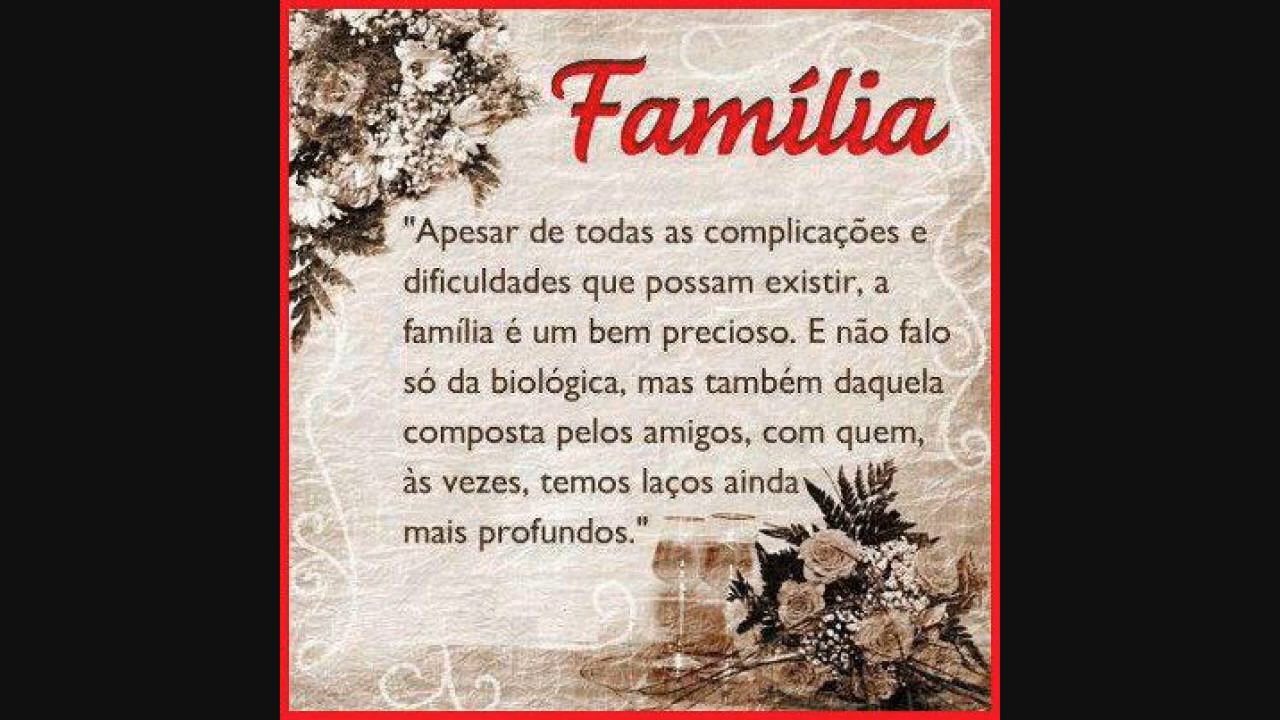 Família
"Apesar de todas as complicações e
dificuldades que possam existir, a
família é um bem precioso. E não falo
só da biológica, mas também daquela
composta pelos amigos, com quem,
às vezes, temos laços ainda
mais profundos."